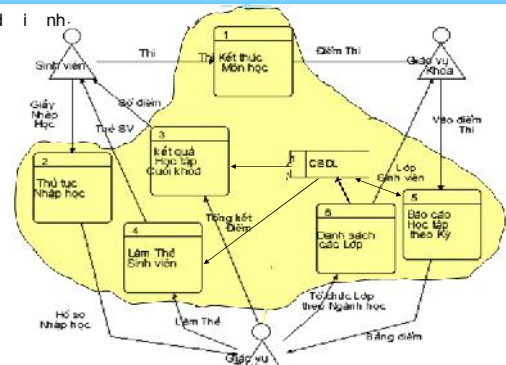 d i nh.
Sinh viên
Thi
1
Thi Kết thúc
Môn học
Điểm Thi
Giáo vụ
Khoa
Giấy
Nhập
Học
Sổ điểm
Thẻ SV
Vào điểm
Thi
2
Thủ tục
Nhập học
3
kết quả
Học tập
Cuối khoá
1
CSDL
Lớp
Sinh viên
4
Làm Thẻ
Sinh viên
Tổng kết
Điểm
6
Danh sách
các Lớp
5
Báo cáo
Học tập
theo Kỳ
Hồ sơ
Nhập học
Làm Thẻ
Tổ chức Lớp
theo Ngành học
Bảng điểm
Giáo vụ